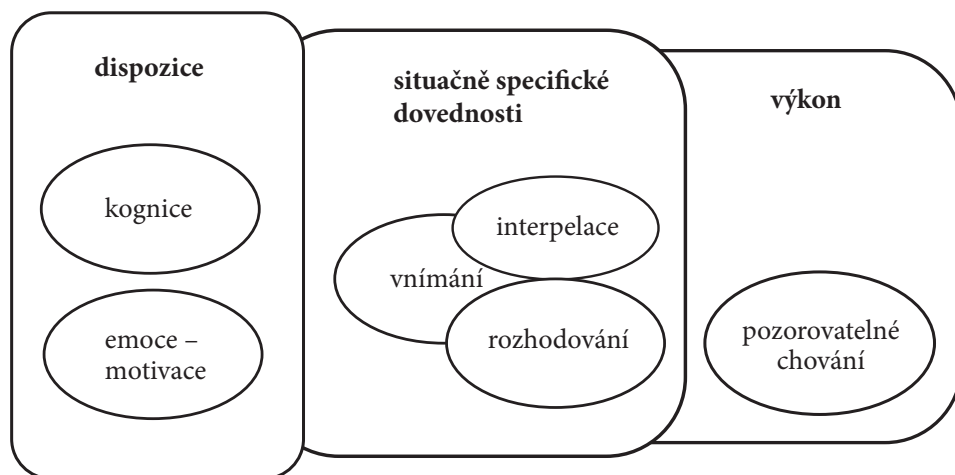 dispozice
kognice
emoce –
motivace
situačně specifické
dovednosti
interpelace
vnímání
rozhodování
výkon
pozorovatelné
chování